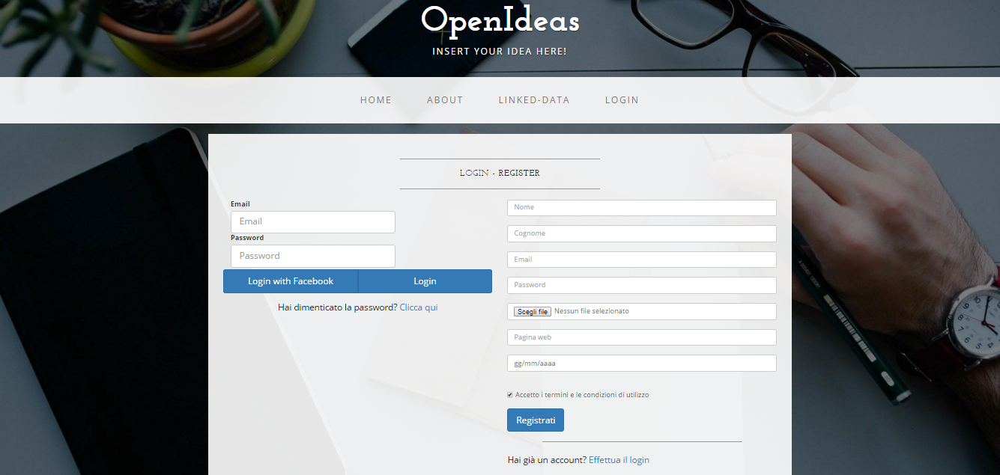 OpenIdeas
INSERT YOUR IDEA HERE!
HOME ABOUT LINKED-DATA LOGIN
LOGIN - REGISTER
Email
Email
Password
Password
Login with Facebook Login
Hai dimenticato la password? Clicca qui
Nome
Cognome
Email
Password
Scegli file Nessun file selezionato
Pagina web
gg/mm/aaaa
Accetto i termini e le condizioni di utilizzo
Registrati
Hai già un account? Effettua il login